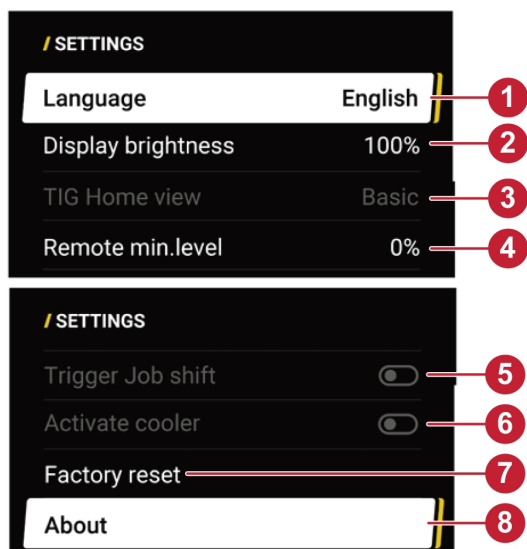 / SETTINGS
Language English 1
Display brightness 100% 2
TIG Home view Basic 3
Remote min.level 0% 4
/ SETTINGS
Trigger Job shift 5
Activate cooler 6
Factory reset 7
About 8